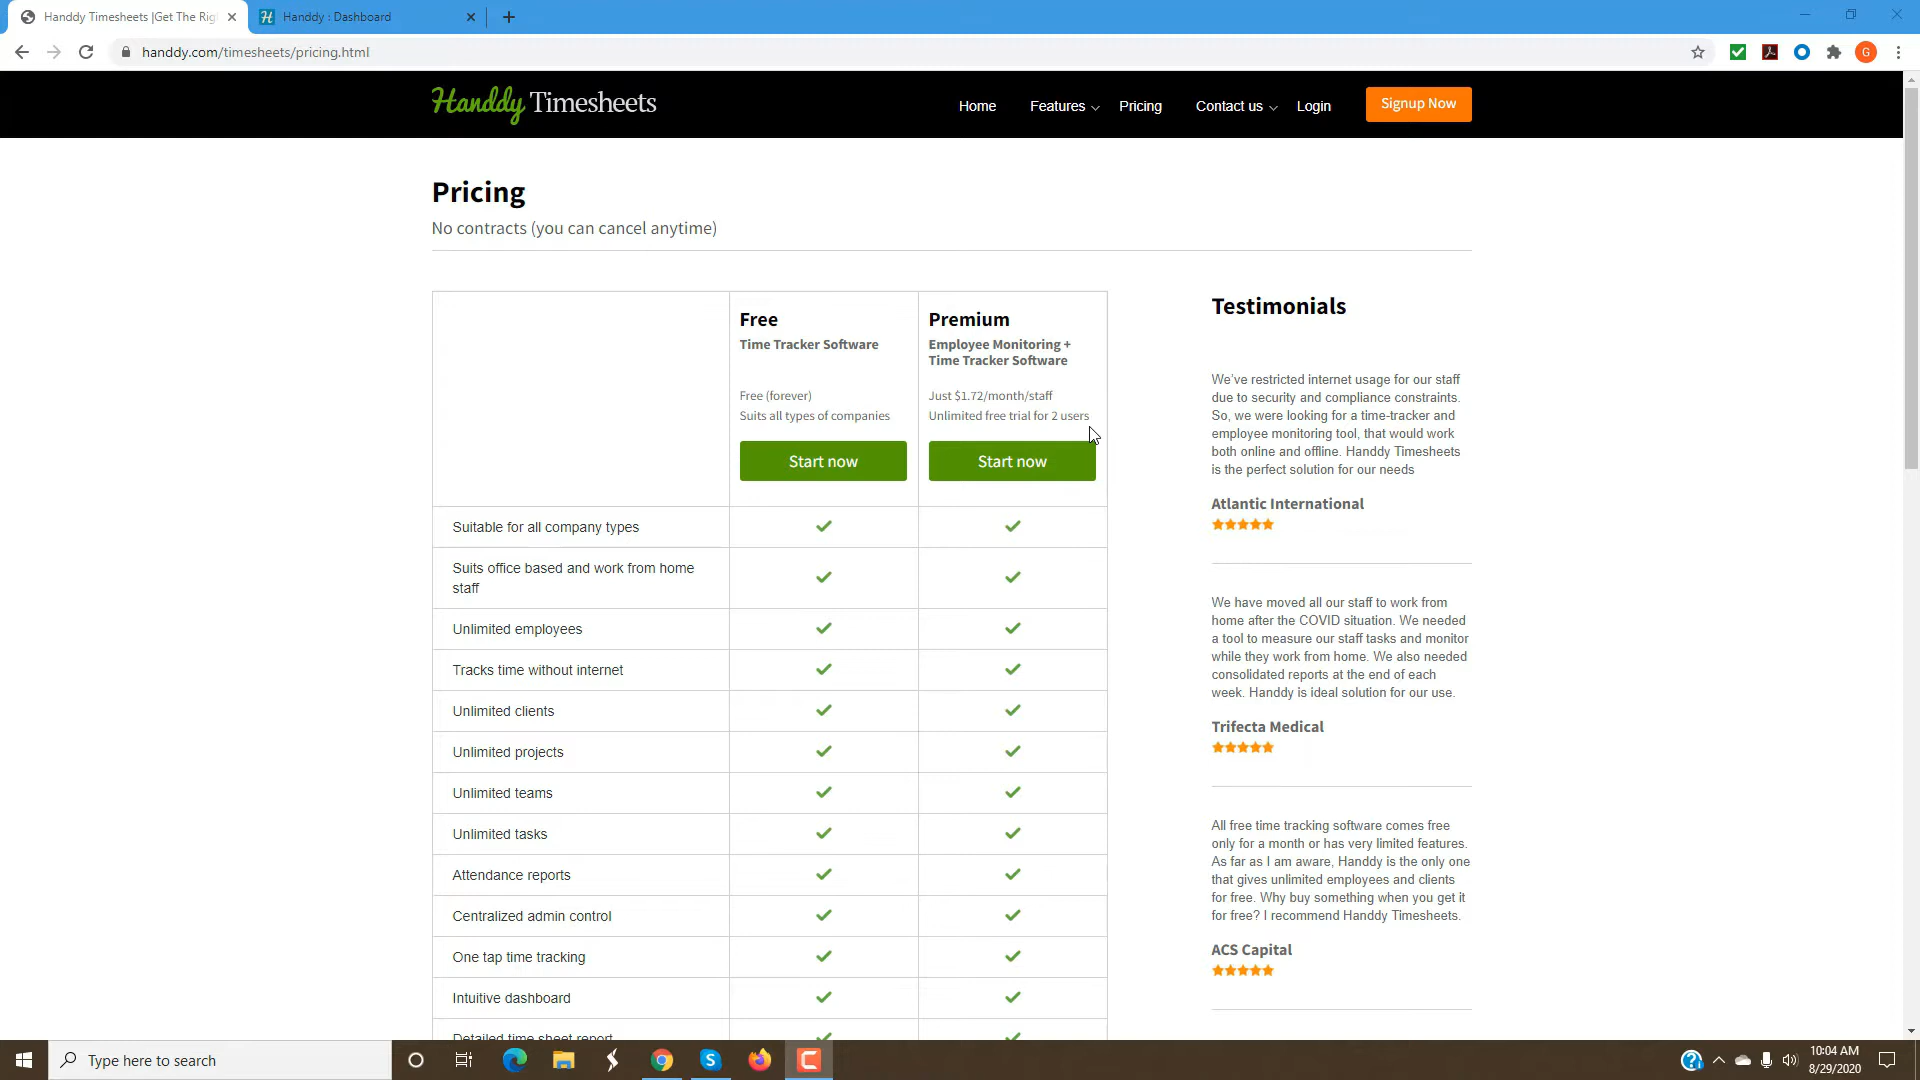 Handdy Timesheets |Get The Rig
Handdy : Dashboard
handdy.com/timesheets/pricing.html
G
Handdy Timesheets
Home
Features
Pricing
Contact us
Login
Signup Now
Pricing
No contracts (you can cancel anytime)
Free
Time Tracker Software
Free (forever)
Suits all types of companies
Start now
Premium
Employee Monitoring +
Time Tracker Software
Just $1.72/month/staff
Unlimited free trial for 2 users
Start now
Suitable for all company types
Suits office based and work from home
staff
Unlimited employees
Tracks time without internet
Unlimited clients
Unlimited projects
Unlimited teams
Unlimited tasks
Attendance reports
Centralized admin control
One tap time tracking
Intuitive dashboard
Detailed time sheet report
Testimonials
We've restricted internet usage for our staff
due to security and compliance constraints.
So, we were looking for a time-tracker and
employee monitoring tool, that would work
both online and offline. Handdy Timesheets
is the perfect solution for our needs
Atlantic International
We have moved all our staff to work from
home after the COVID situation. We needed
a tool to measure our staff tasks and monitor
while they work from home. We also needed
consolidated reports at the end of each
week. Handdy is ideal solution for our use.
Trifecta Medical
All free time tracking software comes free
only for a month or has very limited features.
As far as I am aware, Handdy is the only one
that gives unlimited employees and clients
for free. Why buy something when you get it
for free? I recommend Handdy Timesheets.
ACS Capital
Type here to search
10:04 AM
8/29/2020